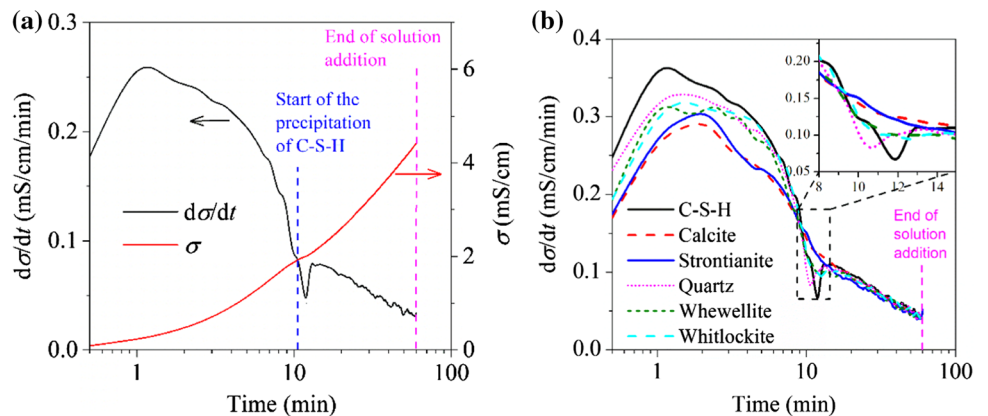 (a)
0.3
0.2
0.1
0.0
dσ/dt (mS/cm/min)
End of solution
addition
Start of the
precipitation
of C-S-H
dσ/dt
σ
6
4
2
0
σ (mS/cm)
1
10
100
Time (min)
(b)
0.4
0.3
0.2
0.1
0.0
dσ/dt (mS/cm/min)
0.20
0.15
0.10
0.05
8
10
12
14
C-S-H
Calcite
Strontianite
Quartz
Whewellite
Whitlockite
End of
solution
addition
1
10
100
Time (min)